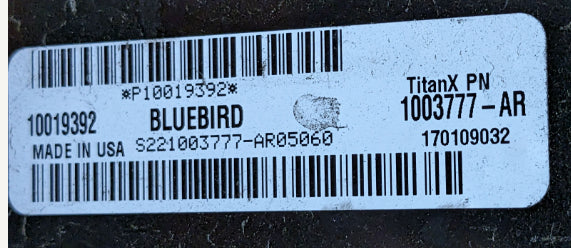 *P10019392*
TitanX PN
10019392 BLUEBIRD 1003777-AR
MADE IN USA S221003777-AR05060 170109032